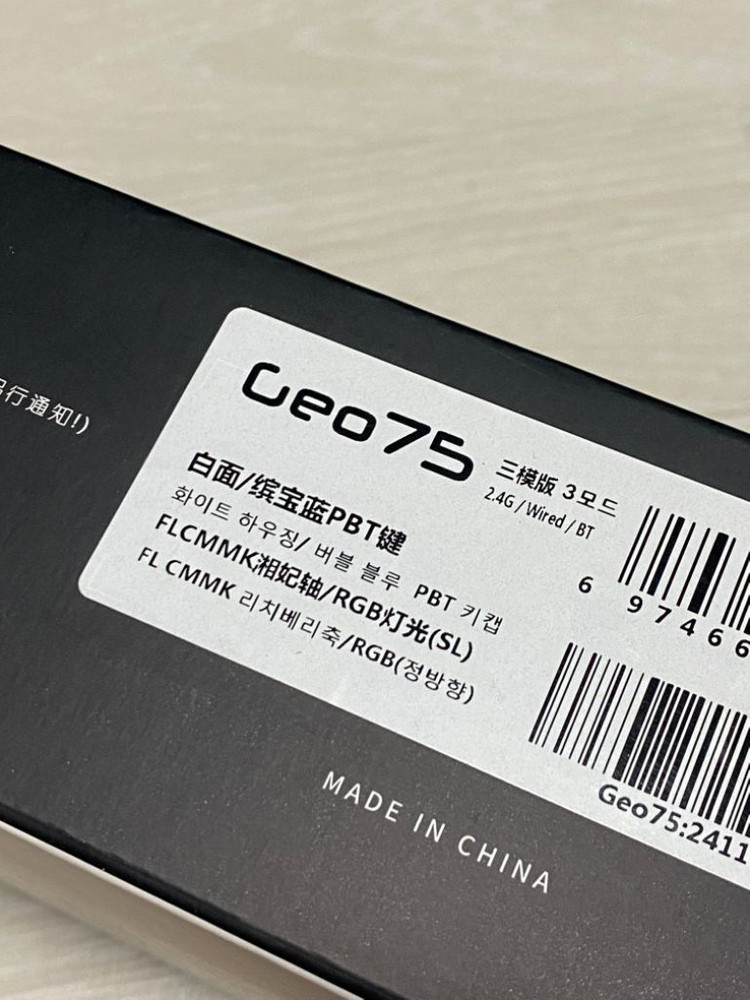 行通知!)
Geo75
三模版 3모드
2.4G / Wired / BT
白面/缤宝蓝PBT键
화이트 하우징/ 버블 블루 PBT 키캡
FLCMMK湘妃轴/RGB灯光(SL)
FL CMMK 리치베리축/RGB(정방향)
6 97466
Geo75:2411
MADE IN CHINA